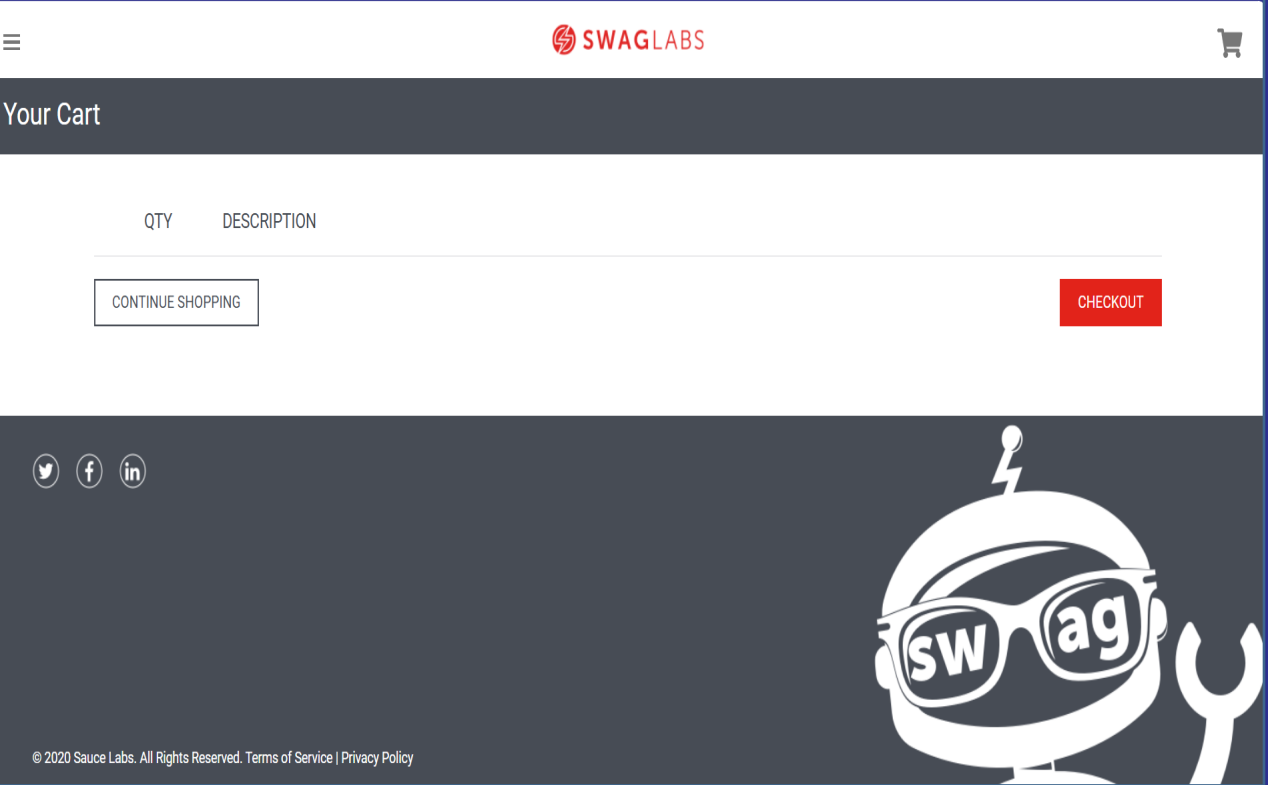 SWAGLABS
Your Cart
QTY DESCRIPTION
CONTINUE SHOPPING CHECKOUT
in
sw ag
© 2020 Sauce Labs. All Rights Reserved. Terms of Service | Privacy Policy